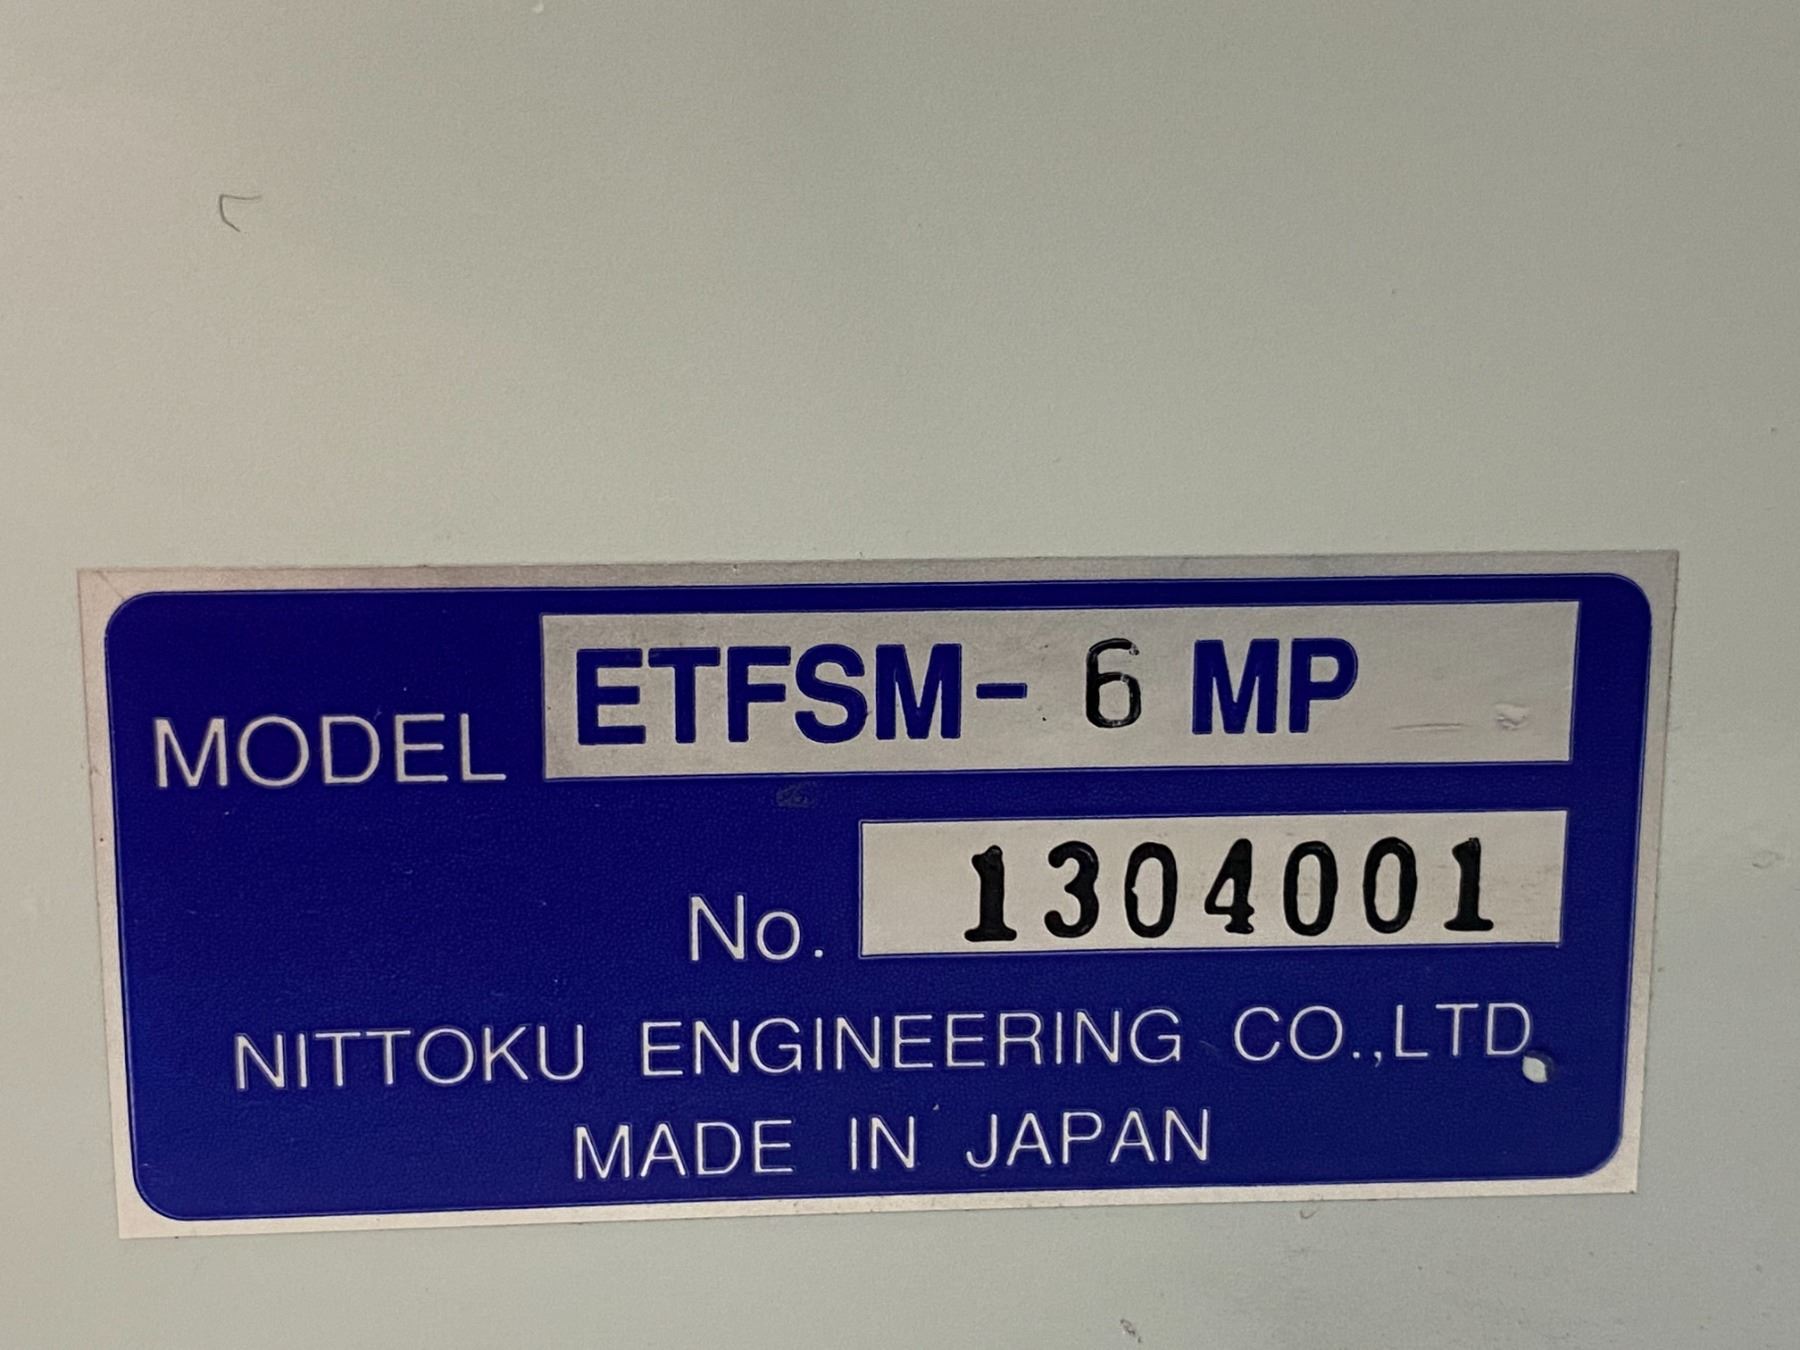 MODEL ETFSM-6 MP
No. 1304001
NITTOKU ENGINEERING CO.,LTD.
MADE IN JAPAN